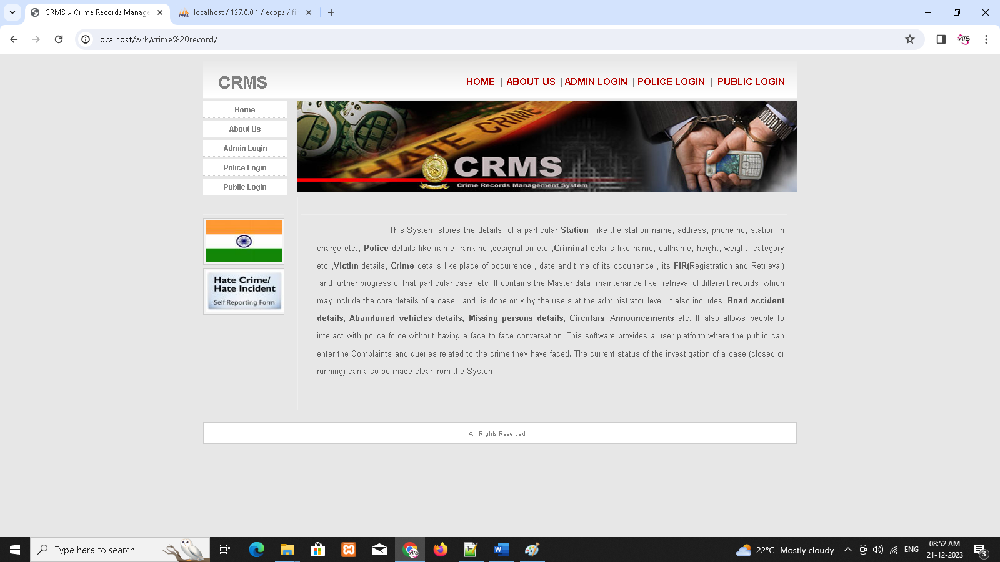 CRMS > Crime Records Manag
localhost / 127.0.0.1 / ecops / fi
localhost/wrk/crime%20record/
CRMS
HOME | ABOUT US | ADMIN LOGIN | POLICE LOGIN | PUBLIC LOGIN
Home
About Us
Admin Login
Police Login
Public Login
HATE CRIME
CRMS
Crime Records Management System
Hate Crime/
Hate Incident
Self Reporting Form
This System stores the details of a particular Station like the station name, address, phone no, station in
charge etc., Police details like name, rank,no ,designation etc ,Criminal details like name, callname, height, weight, category
etc ,Victim details, Crime details like place of occurrence , date and time of its occurrence , its FIR(Registration and Retrieval)
and further progress of that particular case etc .It contains the Master data maintenance like retrieval of different records which
may include the core details of a case , and is done only by the users at the administrator level .It also includes Road accident
details, Abandoned vehicles details, Missing persons details, Circulars, Announcements etc. It also allows people to
interact with police force without having a face to face conversation. This software provides a user platform where the public can
enter the Complaints and queries related to the crime they have faced. The current status of the investigation of a case (closed or
running) can also be made clear from the System.
All Rights Reserved
Type here to search
22°C Mostly cloudy
ENG
08:52 AM
21-12-2023
3